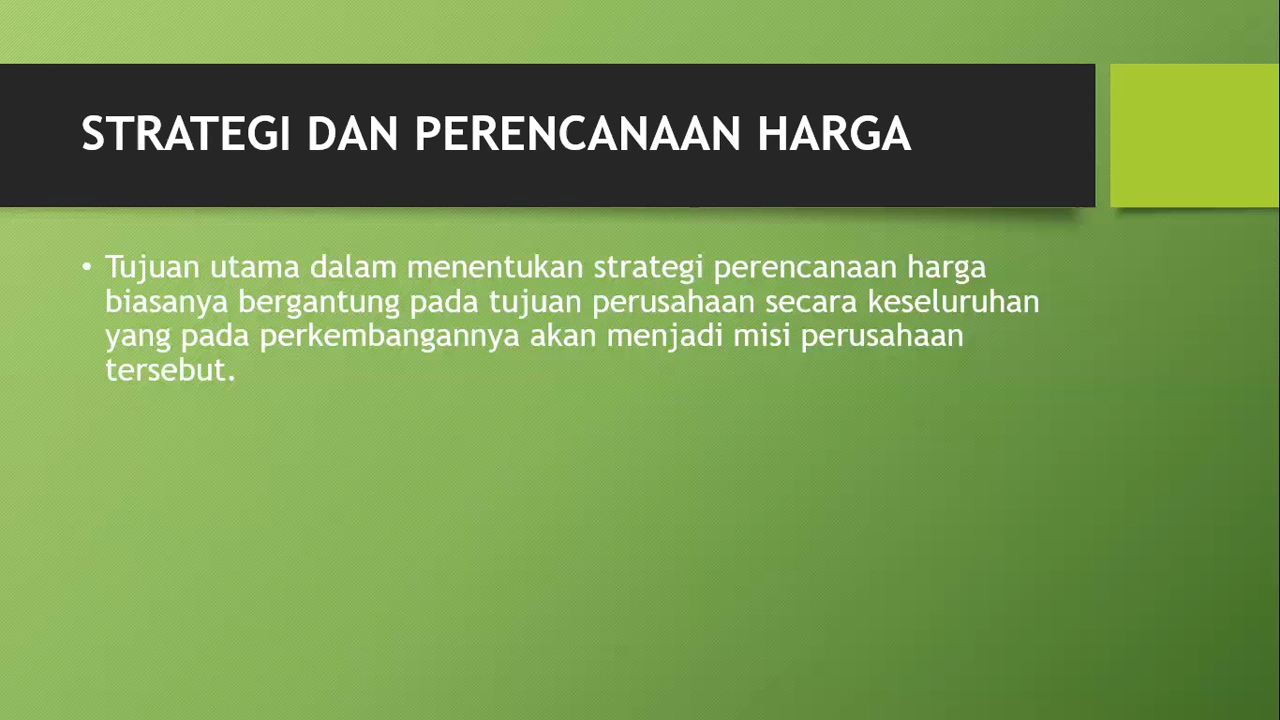 STRATEGI DAN PERENCANAAN HARGA
• Tujuan utama dalam menentukan strategi perencanaan harga
biasanya bergantung pada tujuan perusahaan secara keseluruhan
yang pada perkembangannya akan menjadi misi perusahaan
tersebut.